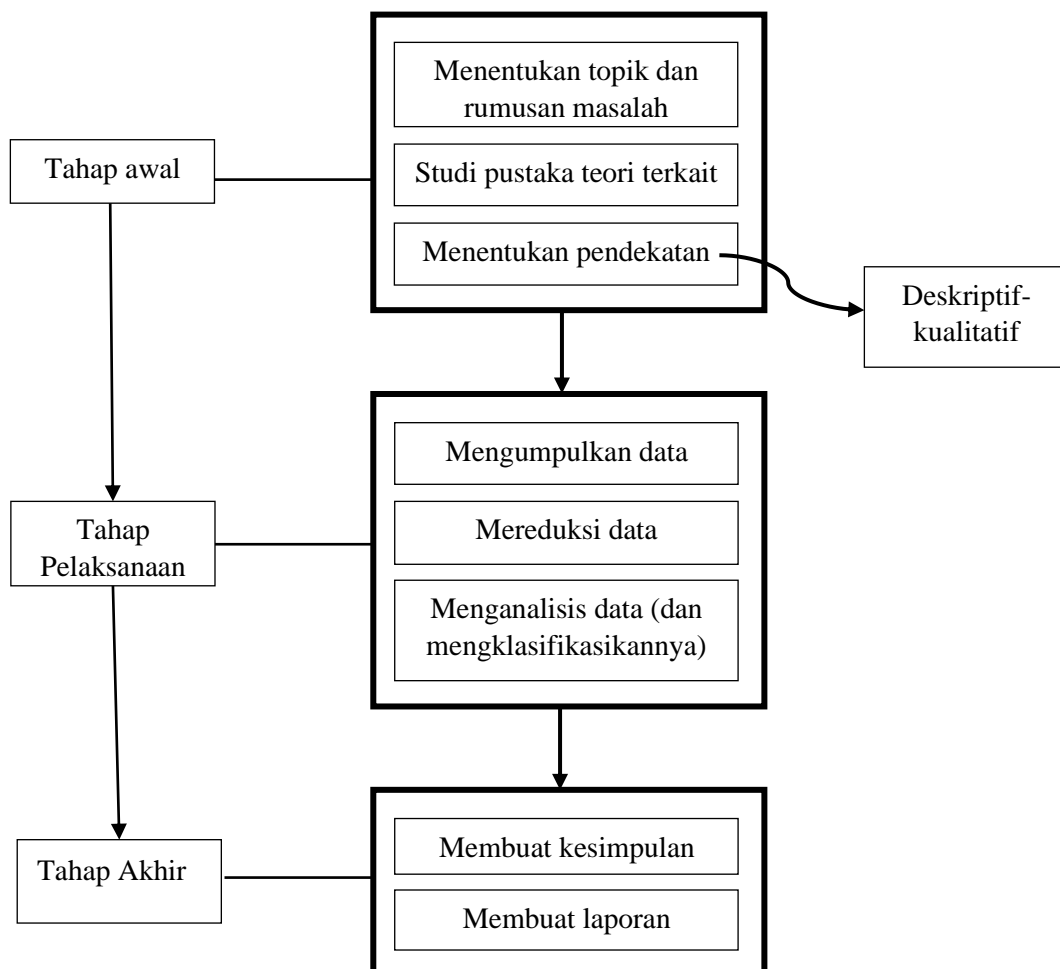 Menentukan topik dan
rumusan masalah
Tahap awal
Studi pustaka teori terkait
Menentukan pendekatan
Deskriptif-
kualitatif
Mengumpulkan data
Tahap
Pelaksanaan
Mereduksi data
Menganalisis data (dan
mengklasifikasikannya)
Tahap Akhir
Membuat kesimpulan
Membuat laporan